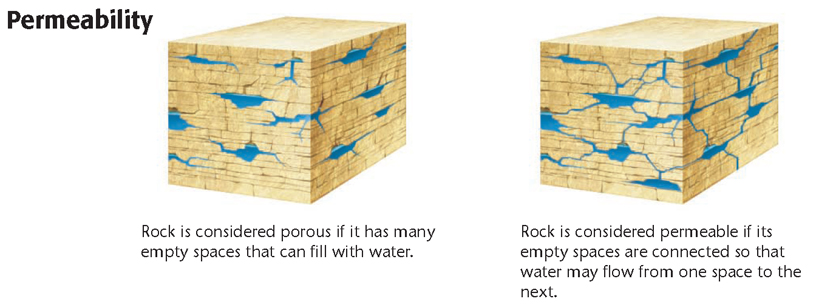 Permeability
Rock is considered porous if it has many
empty spaces that can fill with water.
Rock is considered permeable if its
empty spaces are connected so that
water may flow from one space to the
next.